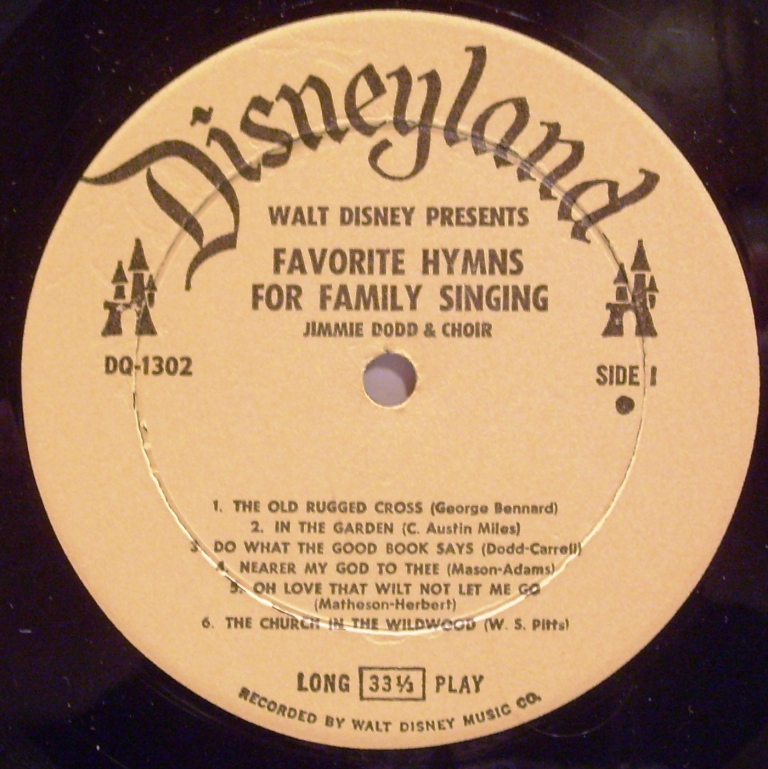 Disneyland
WALT DISNEY PRESENTS
FAVORITE HYMNS
FOR FAMILY SINGING
JIMMIE DODD & CHOIR
DQ-1302
SIDE 1
1. THE OLD RUGGED CROSS (George Bennard)
2. IN THE GARDEN (C. Austin Miles)
3. DO WHAT THE GOOD BOOK SAYS (Dodd-Carrell)
4. NEARER MY GOD TO THEE (Mason-Adams)
5. OH LOVE THAT WILT NOT LET ME GO
(Matheson-Herbert)
6. THE CHURCH IN THE WILDWOOD (W. S. Pitts)
LONG 33⅓ PLAY
RECORDED BY WALT DISNEY MUSIC CO.